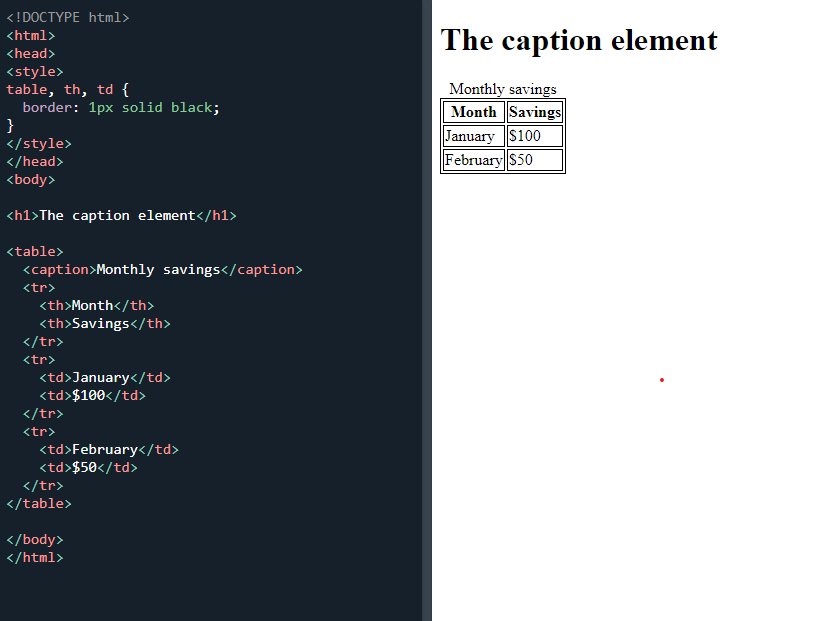 <!DOCTYPE html>
<html>
<head>
<style>
table, th, td {
  border: 1px solid black;
}
</style>
</head>
<body>

<h1>The caption element</h1>

<table>
  <caption>Monthly savings</caption>
  <tr>
    <th>Month</th>
    <th>Savings</th>
  </tr>
  <tr>
    <td>January</td>
    <td>$100</td>
  </tr>
  <tr>
    <td>February</td>
    <td>$50</td>
  </tr>
</table>

</body>
</html>
The caption element
Monthly savings
Month Savings
January $100
February $50